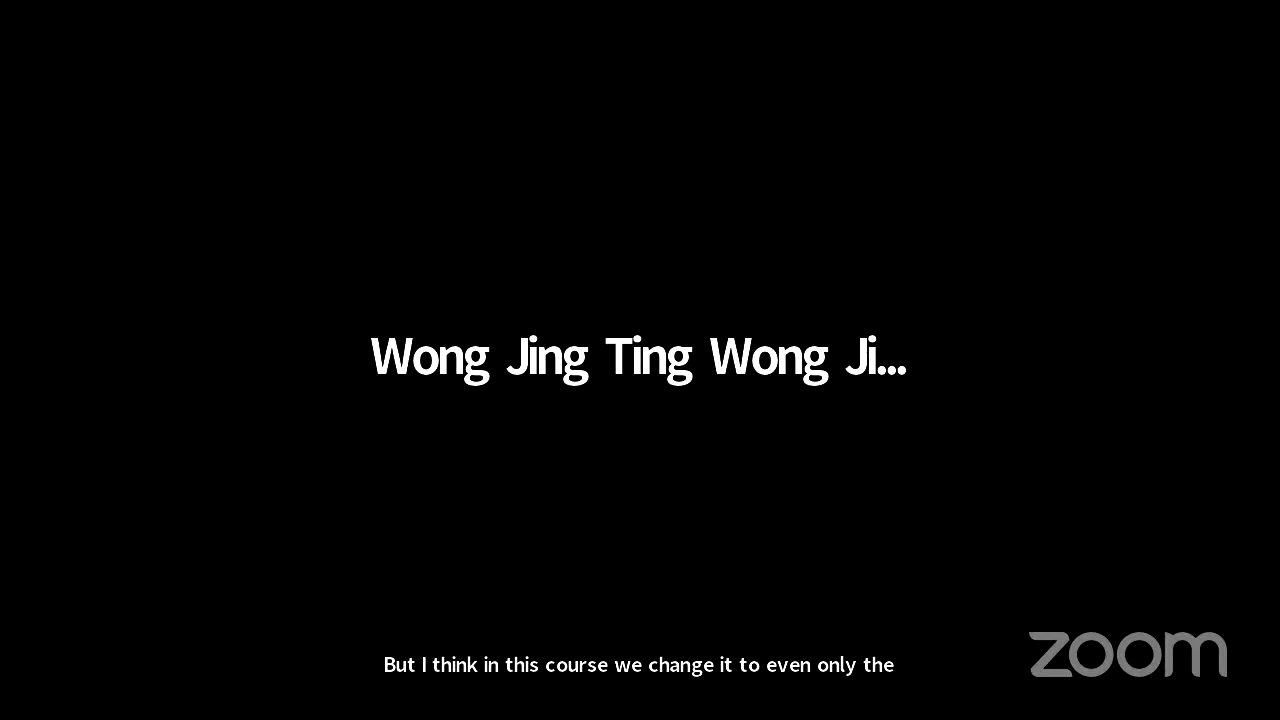 Wong Jing Ting Wong Ji...
But I think in this course we change it to even only the
zoom